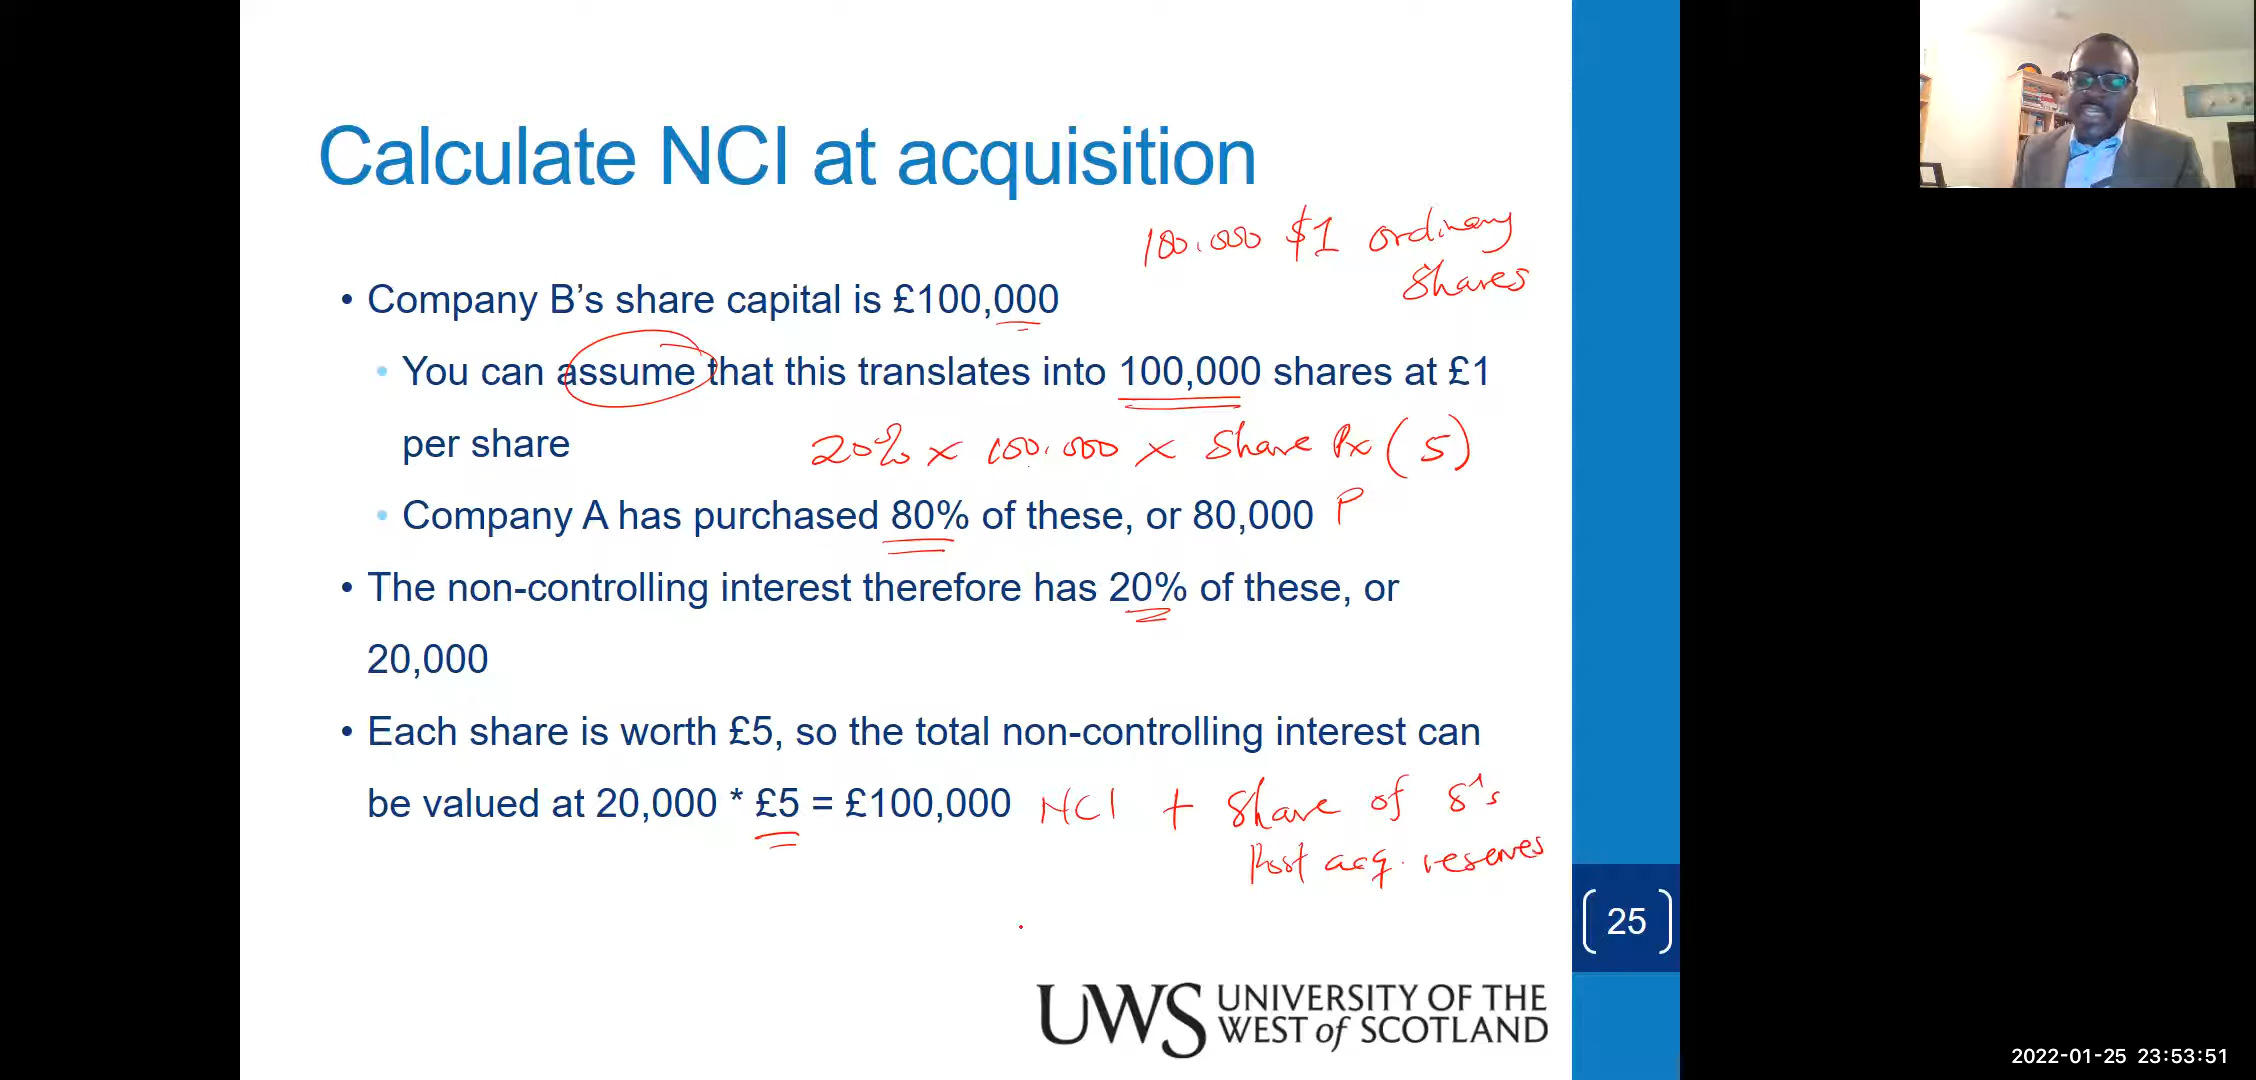 Calculate NCI at acquisition
100,000 $1 ordinary
shares
• Company B’s share capital is £100,000
• You can assume that this translates into 100,000 shares at £1
per share
20% x 100,000 x Share Px (5)
• Company A has purchased 80% of these, or 80,000 P
• The non-controlling interest therefore has 20% of these, or
20,000
• Each share is worth £5, so the total non-controlling interest can
be valued at 20,000 * £5 = £100,000 NCI + Share of S's
Post acq. reserves
[25]
UWS UNIVERSITY OF THE
WEST of SCOTLAND
2022-01-25 23:53:51